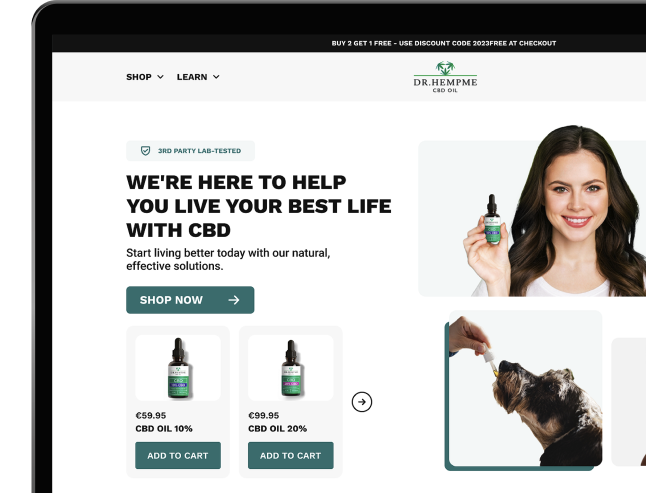 BUY 2 GET 1 FREE - USE DISCOUNT CODE 2023FREE AT CHECKOUT
SHOP LEARN
DR.HEMPME
CBD OIL
3RD PARTY LAB-TESTED
WE'RE HERE TO HELP
YOU LIVE YOUR BEST LIFE
WITH CBD
Start living better today with our natural,
effective solutions.
SHOP NOW
€59.95
CBD OIL 10%
ADD TO CART
€99.95
CBD OIL 20%
ADD TO CART